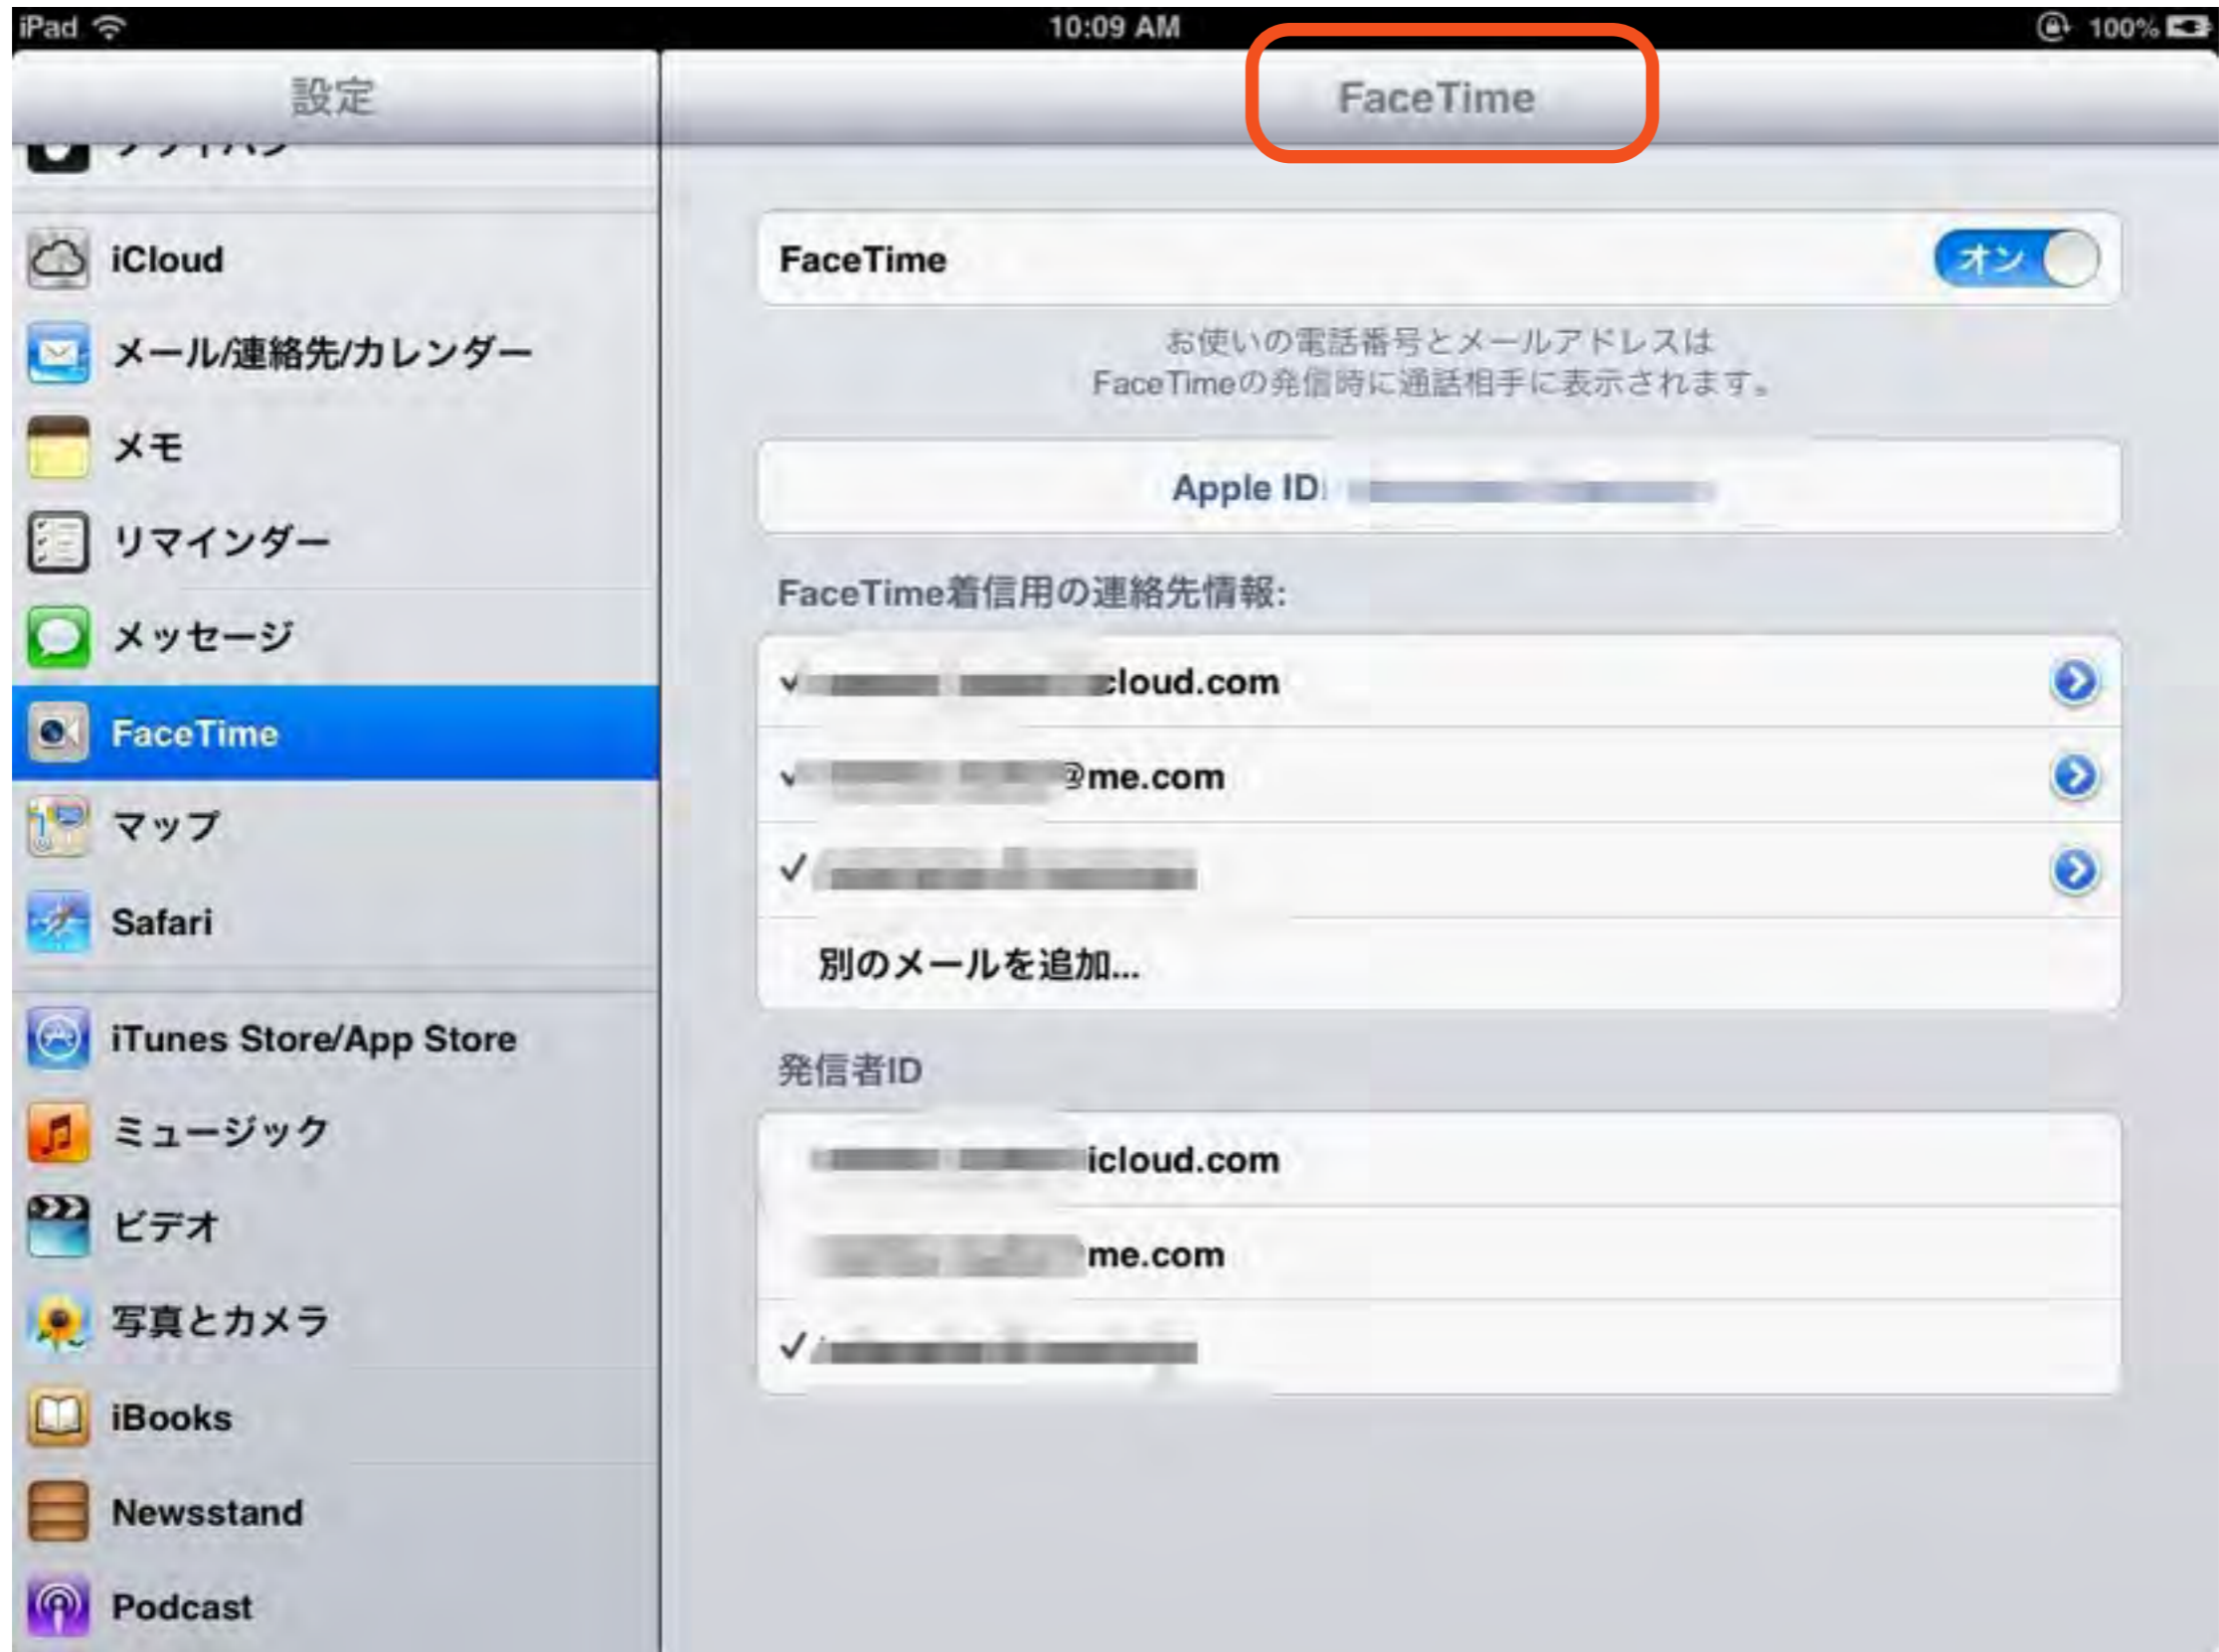 iPad
10:09 AM
100%
設定
FaceTime
iCloud
メール/連絡先/カレンダー
メモ
リマインダー
メッセージ
FaceTime
マップ
Safari
iTunes Store/App Store
ミュージック
ビデオ
写真とカメラ
iBooks
Newsstand
Podcast
FaceTime
オン
お使いの電話番号とメールアドレスは
FaceTimeの発信時に通話相手に表示されます。
Apple ID:
FaceTime着信用の連絡先情報:
cloud.com
@me.com
別のメールを追加...
発信者ID
icloud.com
me.com